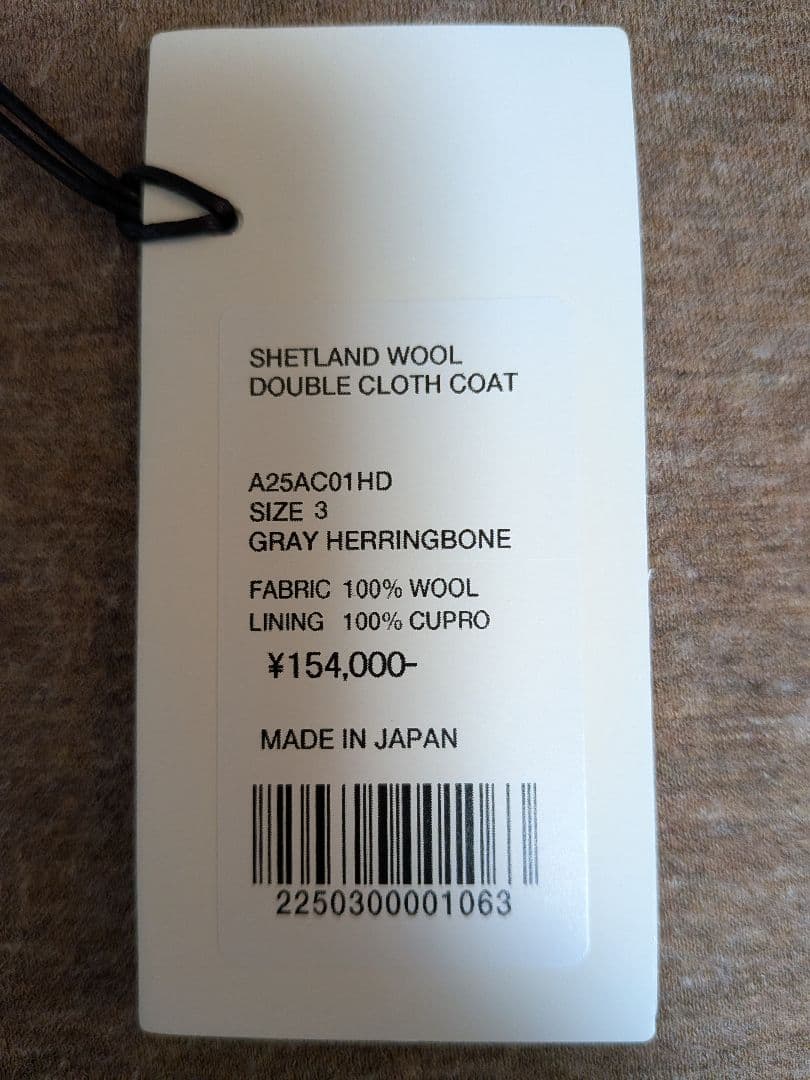 SHETLAND WOOL
DOUBLE CLOTH COAT
A25AC01HD
SIZE 3
GRAY HERRINGBONE
FABRIC 100% WOOL
LINING 100% CUPRO
¥154,000-
MADE IN JAPAN
2250300001063